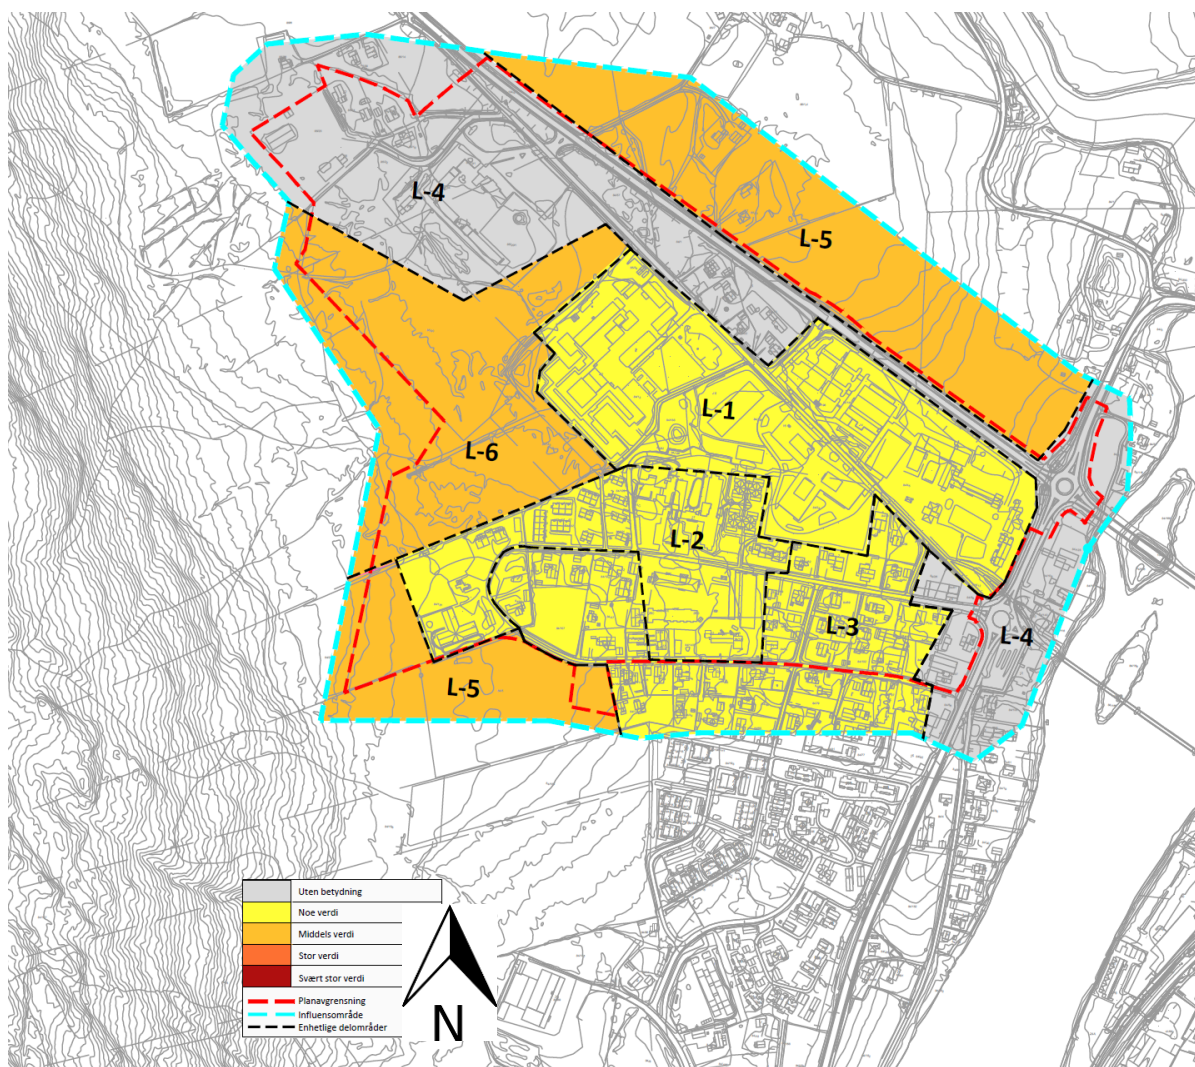 L-4
L-5
L-1
L-6
L-2
L-3
L-4
L-5
Uten betydning
Noe verdi
Middels verdi
Stor verdi
Svært stor verdi
Planavgrensning
Influensområde
Enhetlige delområder
N